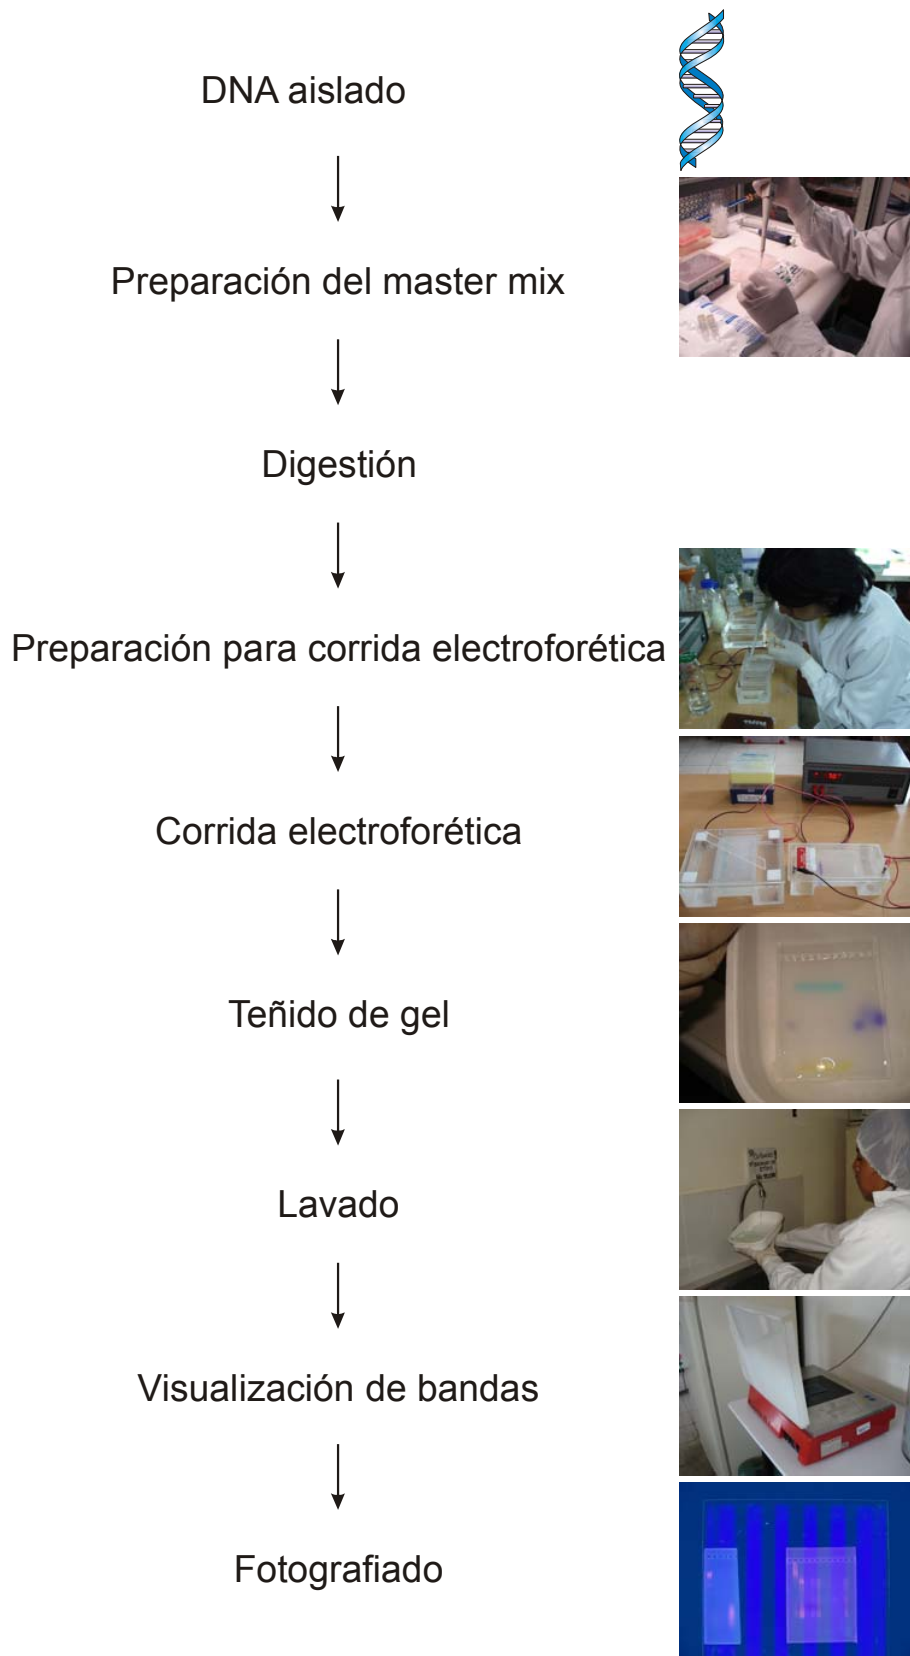 DNA aislado
Preparación del master mix
Digestión
Preparación para corrida electroforética
Corrida electroforética
Teñido de gel
Lavado
Visualización de bandas
Fotografiado